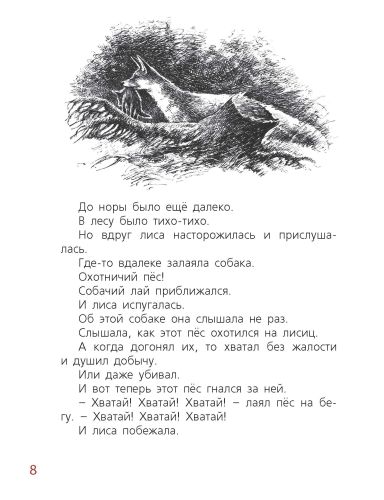 До норы было ещё далеко.
В лесу было тихо-тихо.
Но вдруг лиса насторожилась и прислуша-
лась.
Где-то вдалеке залаяла собака.
Охотничий пёс!
Собачий лай приближался.
И лиса испугалась.
Об этой собаке она слышала не раз.
Слышала, как этот пёс охотился на лисиц.
А когда догонял их, то хватал без жалости
и душил добычу.
Или даже убивал.
И вот теперь этот пёс гнался за ней.
– Хватай! Хватай! Хватай! – лаял пёс на бе-
гу. – Хватай! Хватай! Хватай!
И лиса побежала.
8